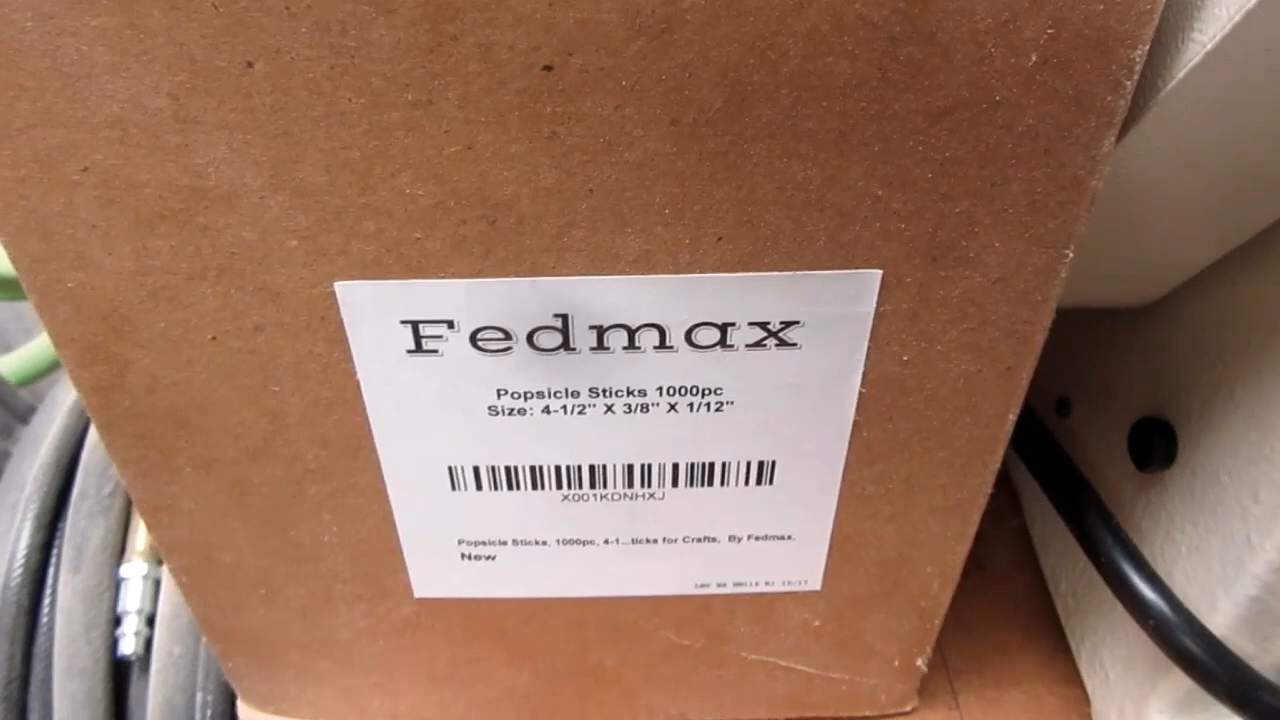 Fedmax
Popsicle Sticks 1000pc
Size: 4-1/2" X 3/8" X 1/12"
X001KDNHXJ
Popsicle Sticks, 1000pc, 4-1...ticks for Crafts, By Fedmax,
New